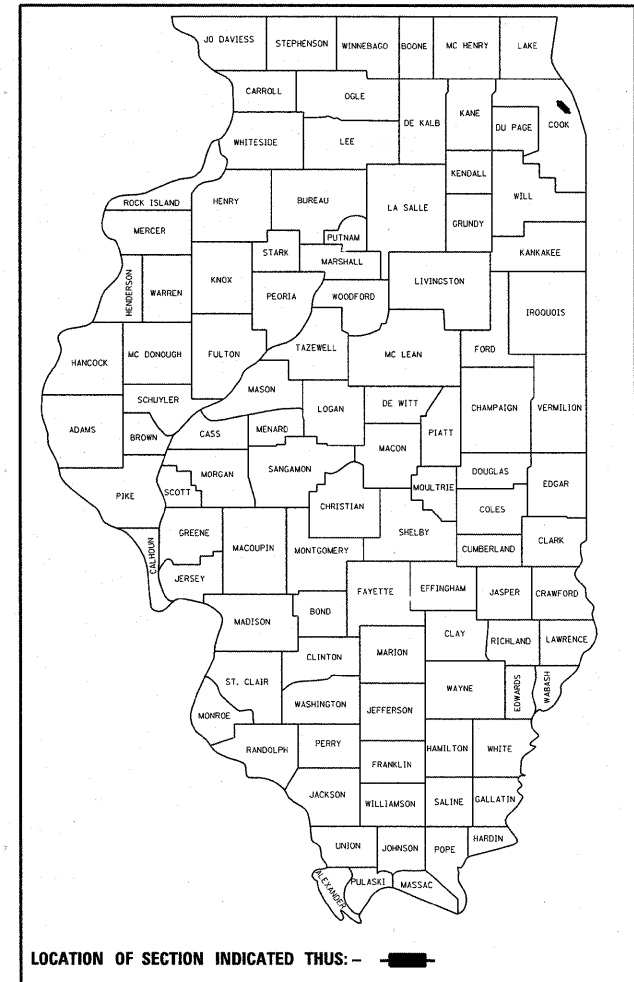 JO DAVIESS
STEPHENSON
WINNEBAGO
BOONE
MC HENRY
LAKE
CARROLL
OGLE
KANE
COOK
DE KALB
DU PAGE
WHITESIDE
LEE
KENDALL
WILL
ROCK ISLAND
HENRY
BUREAU
LA SALLE
GRUNDY
MERCER
PUTNAM
STARK
MARSHALL
KANKAKEE
HENDERSON
WARREN
KNOX
PEORIA
WOODFORD
LIVINGSTON
IROQUOIS
HANCOCK
MC DONOUGH
FULTON
TAZEWELL
MC LEAN
FORD
SCHUYLER
MASON
LOGAN
DE WITT
CHAMPAIGN
VERMILION
ADAMS
BROWN
CASS
MENARD
MACON
PIATT
PIKE
SCOTT
MORGAN
SANGAMON
CHRISTIAN
MOULTRIE
DOUGLAS
EDGAR
COLES
CALHOUN
GREENE
MACOUPIN
MONTGOMERY
SHELBY
CUMBERLAND
CLARK
JERSEY
FAYETTE
EFFINGHAM
JASPER
CRAWFORD
MADISON
BOND
CLAY
RICHLAND
LAWRENCE
CLINTON
MARION
ST. CLAIR
WAYNE
EDWARDS
WABASH
MONROE
WASHINGTON
JEFFERSON
RANDOLPH
PERRY
HAMILTON
WHITE
FRANKLIN
JACKSON
WILLIAMSON
SALINE
GALLATIN
UNION
JOHNSON
POPE
HARDIN
ALEXANDER
PULASKI
MASSAC
LOCATION OF SECTION INDICATED THUS: –